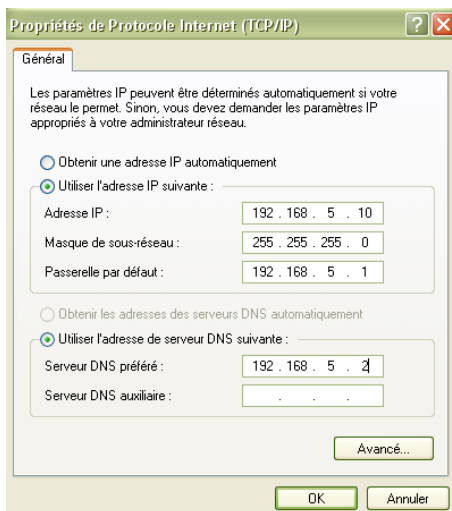 Propriétés de Protocole Internet (TCP/IP)
Général
Les paramètres IP peuvent être déterminés automatiquement si votre
réseau le permet. Sinon, vous devez demander les paramètres IP
appropriés à votre administrateur réseau.
Obtenir une adresse IP automatiquement
Utiliser l'adresse IP suivante :
Adresse IP : 192 . 168 . 5 . 10
Masque de sous-réseau : 255 . 255 . 255 . 0
Passerelle par défaut : 192 . 168 . 5 . 1
Obtenir les adresses des serveurs DNS automatiquement
Utiliser l'adresse de serveur DNS suivante :
Serveur DNS préféré : 192 . 168 . 5 . 2
Serveur DNS auxiliaire : . . .
Avancé...
OK Annuler